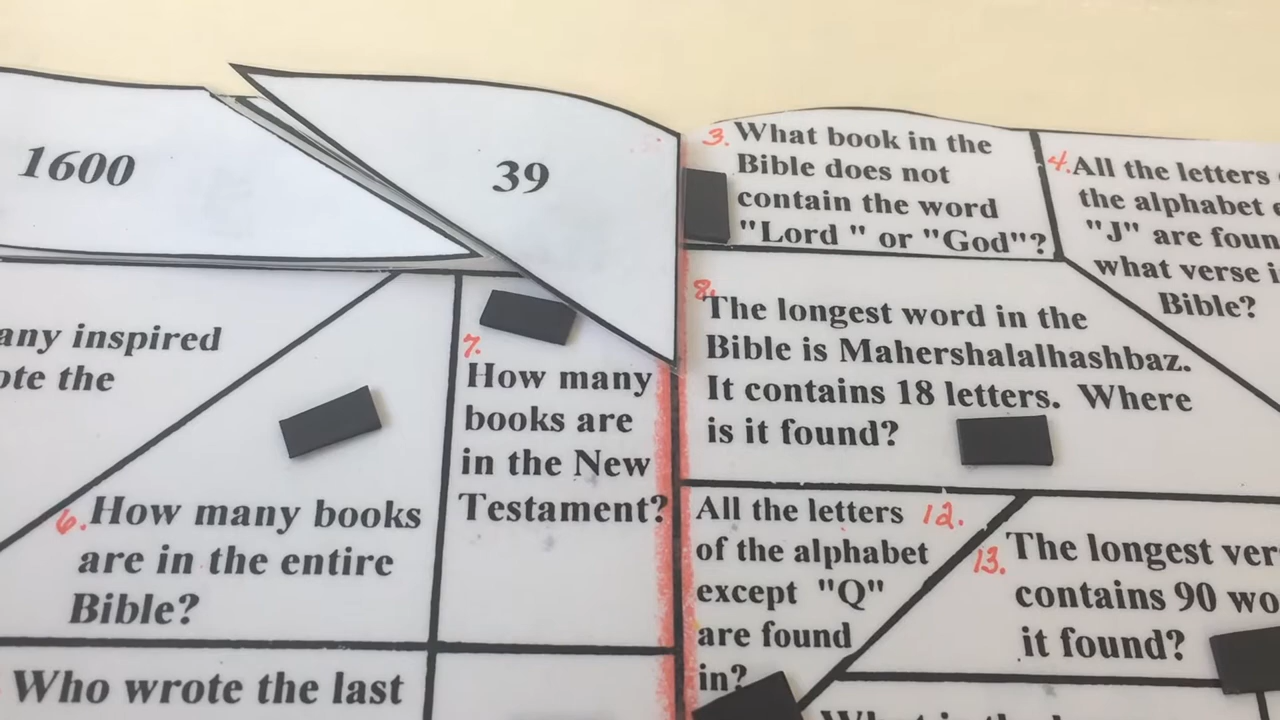 1600
39
3. What book in the
Bible does not
contain the word
"Lord " or "God"?
4. All the letters
the alphabet
"J" are
what verse
Bible?
any inspired
the
8. The longest word in the
Bible is Mahershalalhashbaz.
It contains 18 letters. Where
is it found?
7.
How many
books are
in the New
Testament?
6. How many books
are in the entire
Bible?
All the letters 12.
of the alphabet
except "Q"
are found
in?
13. The longest
contains 90
it found?
Who wrote the last